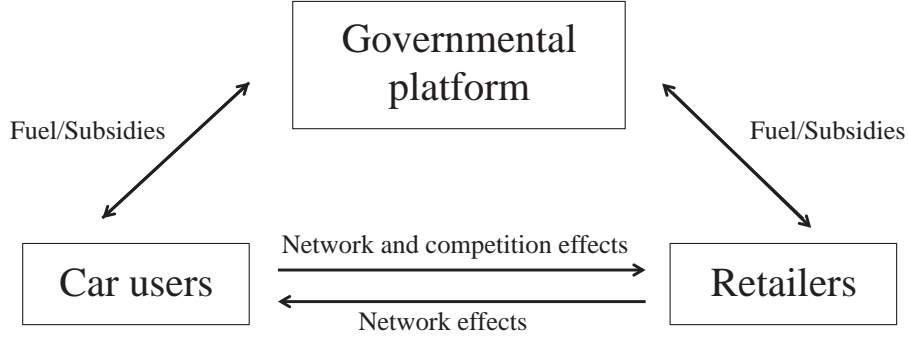 Governmental
platform
Fuel/Subsidies
Fuel/Subsidies
Network and competition effects
Car users
Retailers
Network effects